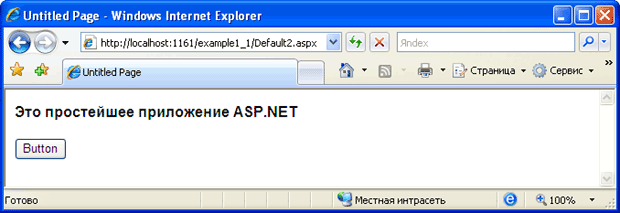 Untitled Page - Windows Internet Explorer
http://localhost:1161/example1_1/Default2.aspx
Яndex
Untitled Page
Страница
Сервис
»
Это простейшее приложение ASP.NET
Button
Готово
Местная интрасеть
100%